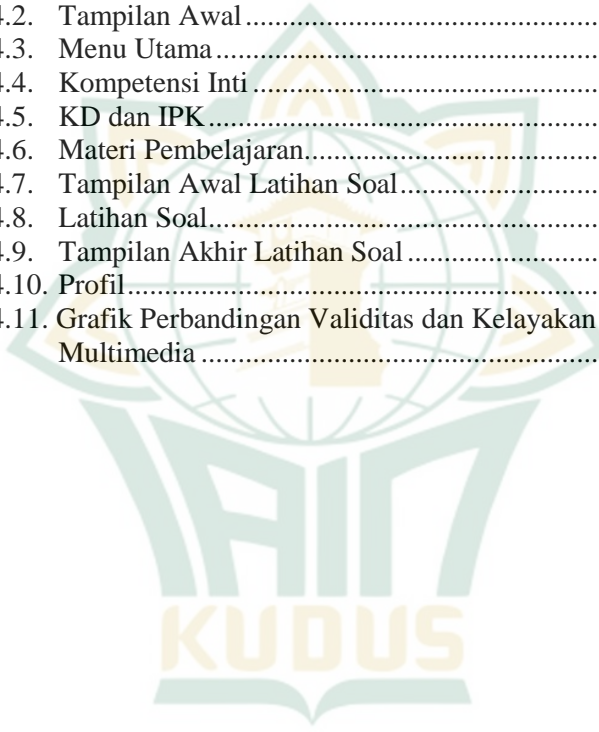 4.2. Tampilan Awal................................................
4.3. Menu Utama.....................................................
4.4. Kompetensi Inti...............................................
4.5. KD dan IPK......................................................
4.6. Materi Pembelajaran.......................................
4.7. Tampilan Awal Latihan Soal..........................
4.8. Latihan Soal.....................................................
4.9. Tampilan Akhir Latihan Soal.........................
4.10. Profil................................................................
4.11. Grafik Perbandingan Validitas dan Kelayakan
Multimedia.......................................................
IAIN
KUDUS